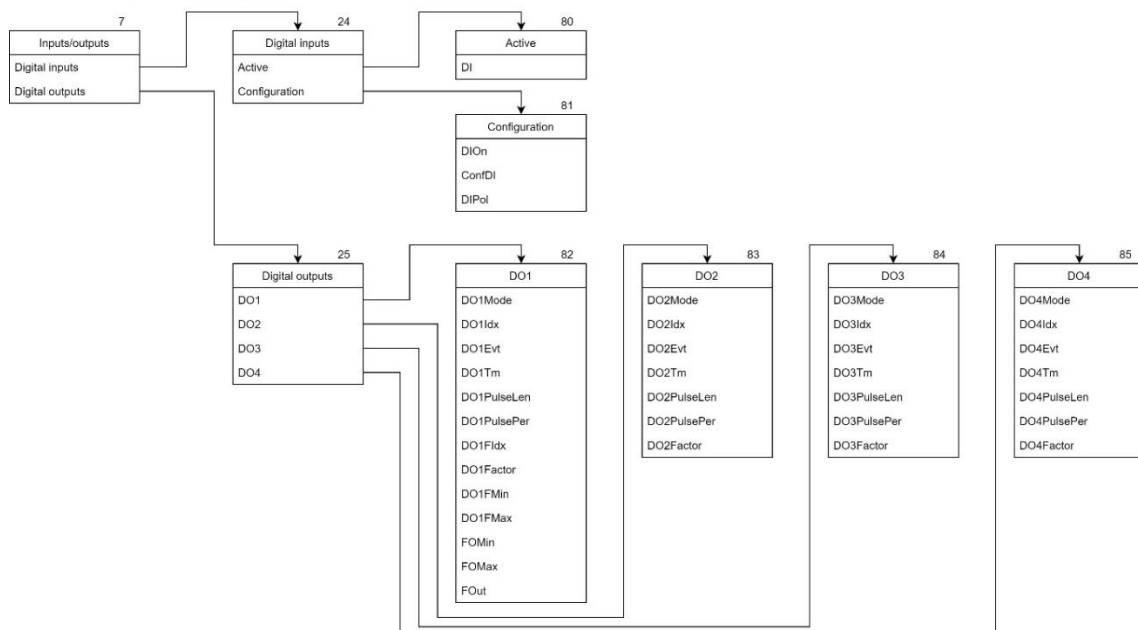 7
Inputs/outputs
Digital inputs
Digital outputs
24
Digital inputs
Active
Configuration
80
Active
DI
81
Configuration
DIOn
ConfDI
DIPol
25
Digital outputs
DO1
DO2
DO3
DO4
82
DO1
DO1Mode
DO1Idx
DO1Evt
DO1Tm
DO1PulseLen
DO1PulsePer
DO1FIdx
DO1Factor
DO1FMin
DO1FMax
FOMin
FOMax
FOut
83
DO2
DO2Mode
DO2Idx
DO2Evt
DO2Tm
DO2PulseLen
DO2PulsePer
DO2Factor
84
DO3
DO3Mode
DO3Idx
DO3Evt
DO3Tm
DO3PulseLen
DO3PulsePer
DO3Factor
85
DO4
DO4Mode
DO4Idx
DO4Evt
DO4Tm
DO4PulseLen
DO4PulsePer
DO4Factor